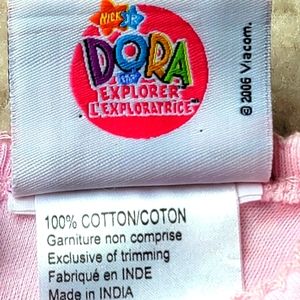 NICK JR
DORA
THE
EXPLORER
L'EXPLORATRICE
© 2006 Viacom.
100% COTTON/COTON
Garniture non comprise
Exclusive of trimming
Fabriqué en INDE
Made in INDIA